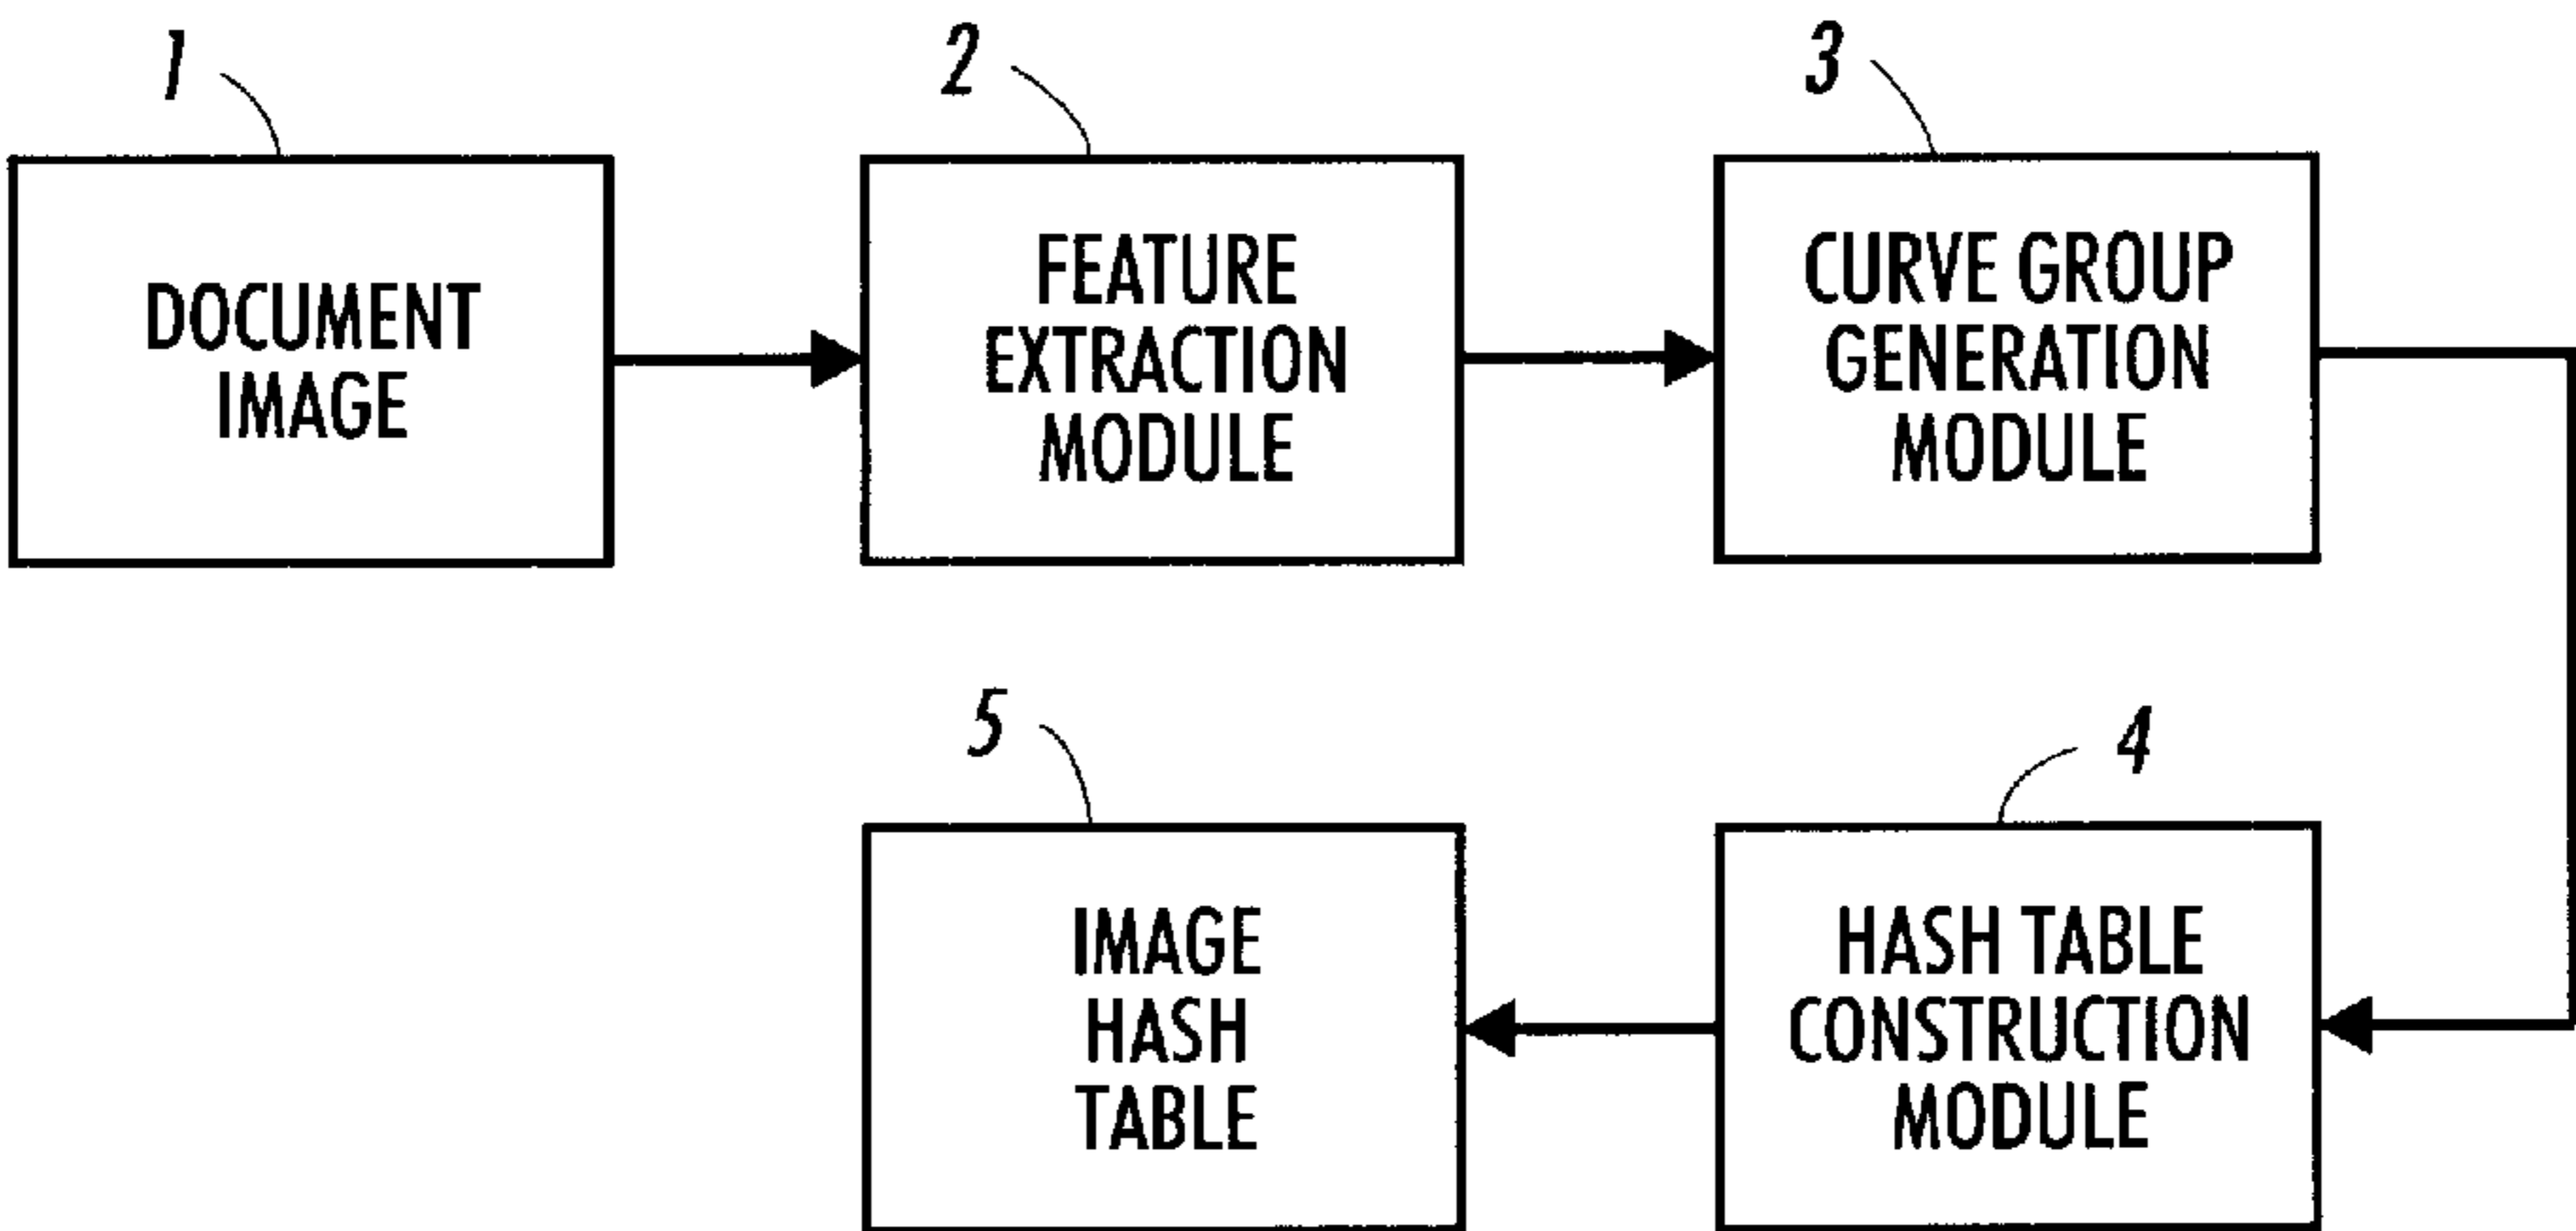 1
DOCUMENT
IMAGE
2
FEATURE
EXTRACTION
MODULE
3
CURVE GROUP
GENERATION
MODULE
4
HASH TABLE
CONSTRUCTION
MODULE
5
IMAGE
HASH
TABLE